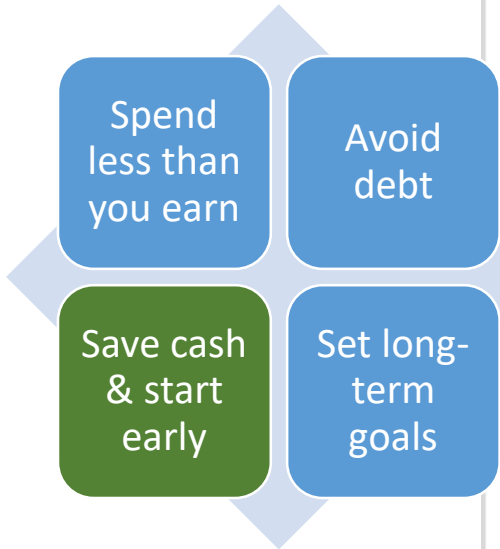 Spend
less than
you earn
Avoid
debt
Save cash
& start
early
Set long-
term
goals